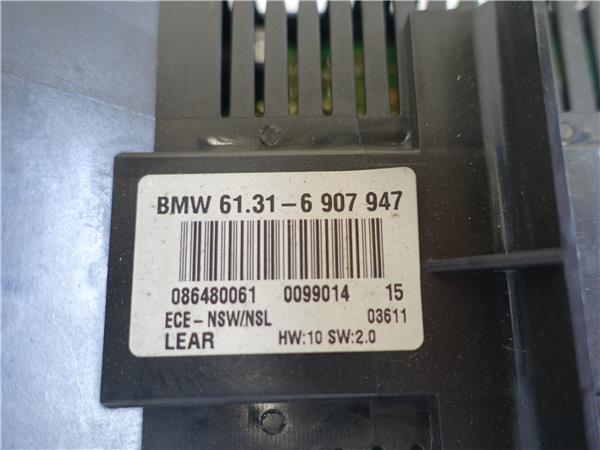 BMW 61.31-6 907 947
086480061 0099014 15
ECE-NSW/NSL 03611
LEAR HW:10 SW:2.0